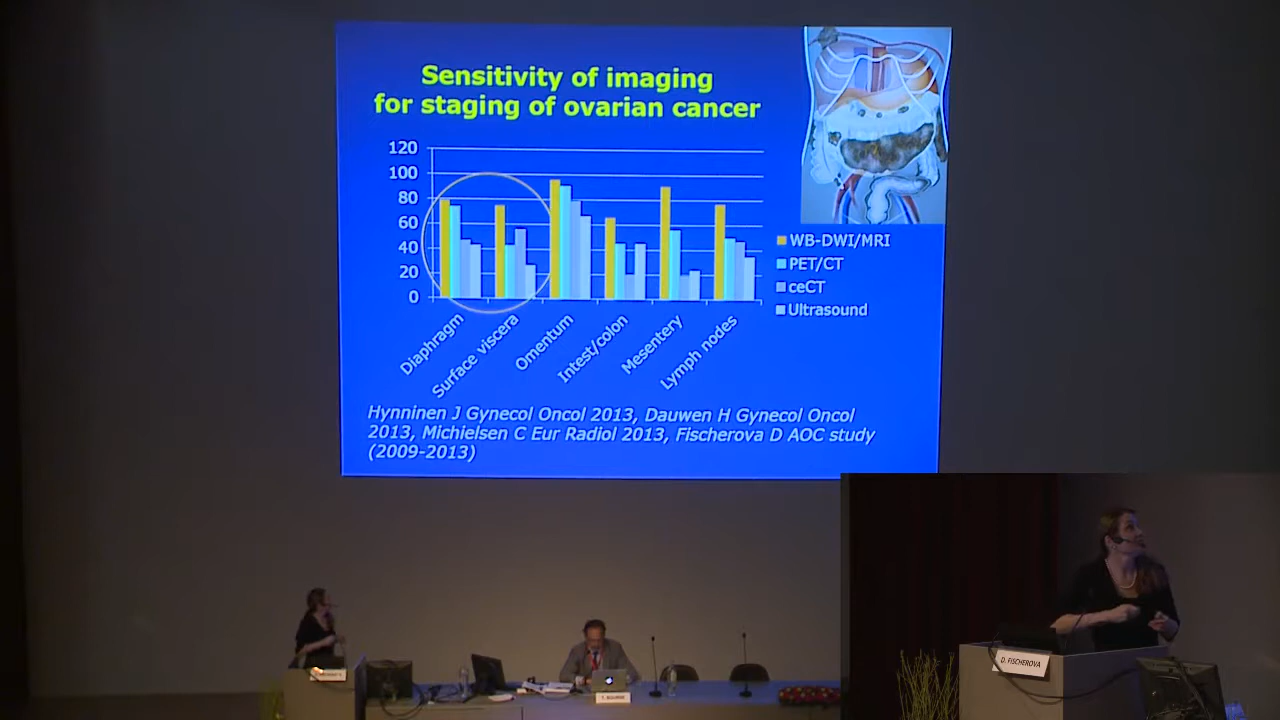 Sensitivity of imaging
for staging of ovarian cancer
120
100
80
60
40
20
0
Diaphragm
Surface viscera
Omentum
Intest/colon
Mesentery
Lymph nodes
WB-DWI/MRI
PET/CT
ceCT
Ultrasound
Hynninen J Gynecol Oncol 2013, Dauwen H Gynecol Oncol
2013, Michielsen C Eur Radiol 2013, Fischerova D AOC study
(2009-2013)
D. FISCHEROVA